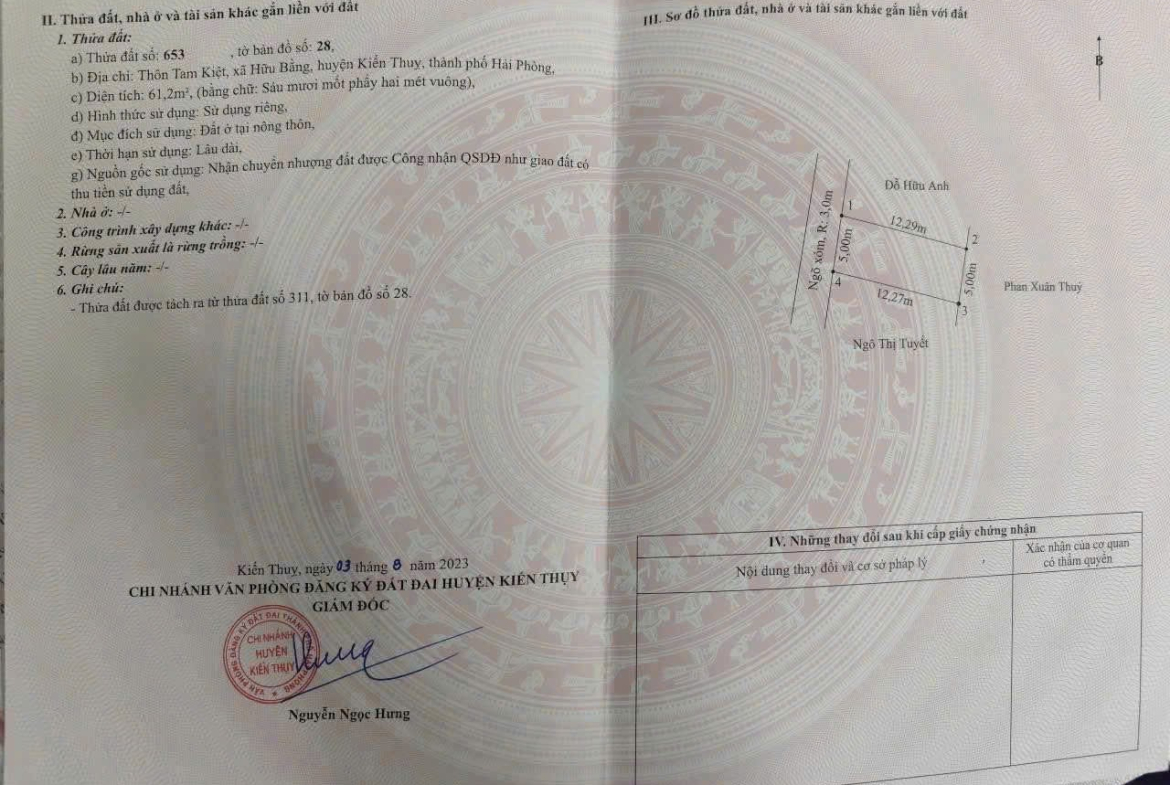 II. Thửa đất, nhà ở và tài sản khác gắn liền với đất
1. Thửa đất:
a) Thửa đất số: 653 , tờ bản đồ số: 28,
b) Địa chỉ: Thôn Tam Kiệt, xã Hữu Bằng, huyện Kiến Thuỵ, thành phố Hải Phòng,
c) Diện tích: 61,2m², (bằng chữ: Sáu mươi mốt phẩy hai mét vuông),
d) Hình thức sử dụng: Sử dụng riêng,
đ) Mục đích sử dụng: Đất ở tại nông thôn,
e) Thời hạn sử dụng: Lâu dài,
g) Nguồn gốc sử dụng: Nhận chuyển nhượng đất được Công nhận QSDĐ như giao đất có
thu tiền sử dụng đất,
2. Nhà ở: -/-
3. Công trình xây dựng khác: -/-
4. Rừng sản xuất là rừng trồng: -/-
5. Cây lâu năm: -/-
6. Ghi chú:
- Thửa đất được tách ra từ thửa đất số 311, tờ bản đồ số 28.
Kiến Thuỵ, ngày 03 tháng 8 năm 2023
CHI NHÁNH VĂN PHÒNG ĐĂNG KÝ ĐẤT ĐAI HUYỆN KIẾN THỤY
GIÁM ĐỐC
CHI NHÁNH
HUYỆN
KIẾN THỤY
Nguyễn Ngọc Hưng
III. Sơ đồ thửa đất, nhà ở và tài sản khác gắn liền với đất
B
Đỗ Hữu Anh
Ngõ xóm, R: 3,0m
1
12,29m
2
5,00m
5,00m
4
12,27m
3
Phan Xuân Thuỷ
Ngô Thị Tuyết
IV. Những thay đổi sau khi cấp giấy chứng nhận
Nội dung thay đổi và cơ sở pháp lý
Xác nhận của cơ quan
có thẩm quyền